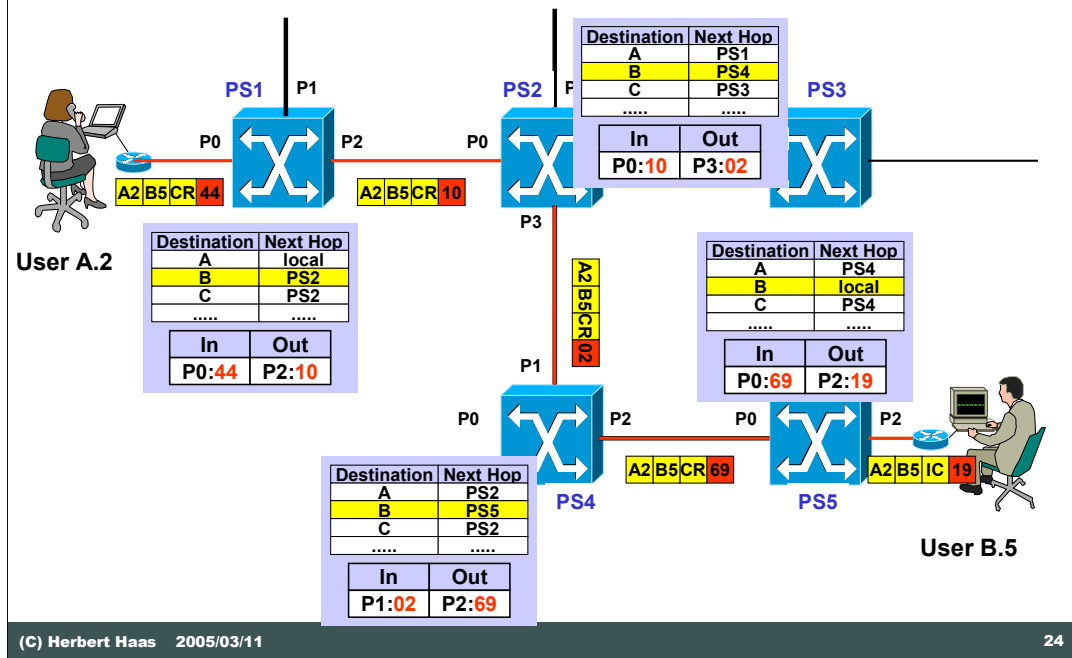 Destination Next Hop
A PS1
B PS4
C PS3
..... .....
In Out
P0:10 P3:02
PS1 P1
PS2
PS3
P0 P2 P0
A2 B5 CR 44
A2 B5 CR 10
P3
User A.2
Destination Next Hop
A local
B PS2
C PS2
..... .....
In Out
P0:44 P2:10
A2 B5 CR 02
Destination Next Hop
A PS4
B local
C PS4
..... .....
In Out
P0:69 P2:19
P1
P0 P2 P0 P2
A2 B5 CR 69
A2 B5 IC 19
PS4
PS5
User B.5
Destination Next Hop
A PS2
B PS5
C PS2
..... .....
In Out
P1:02 P2:69
(C) Herbert Haas 2005/03/11
24